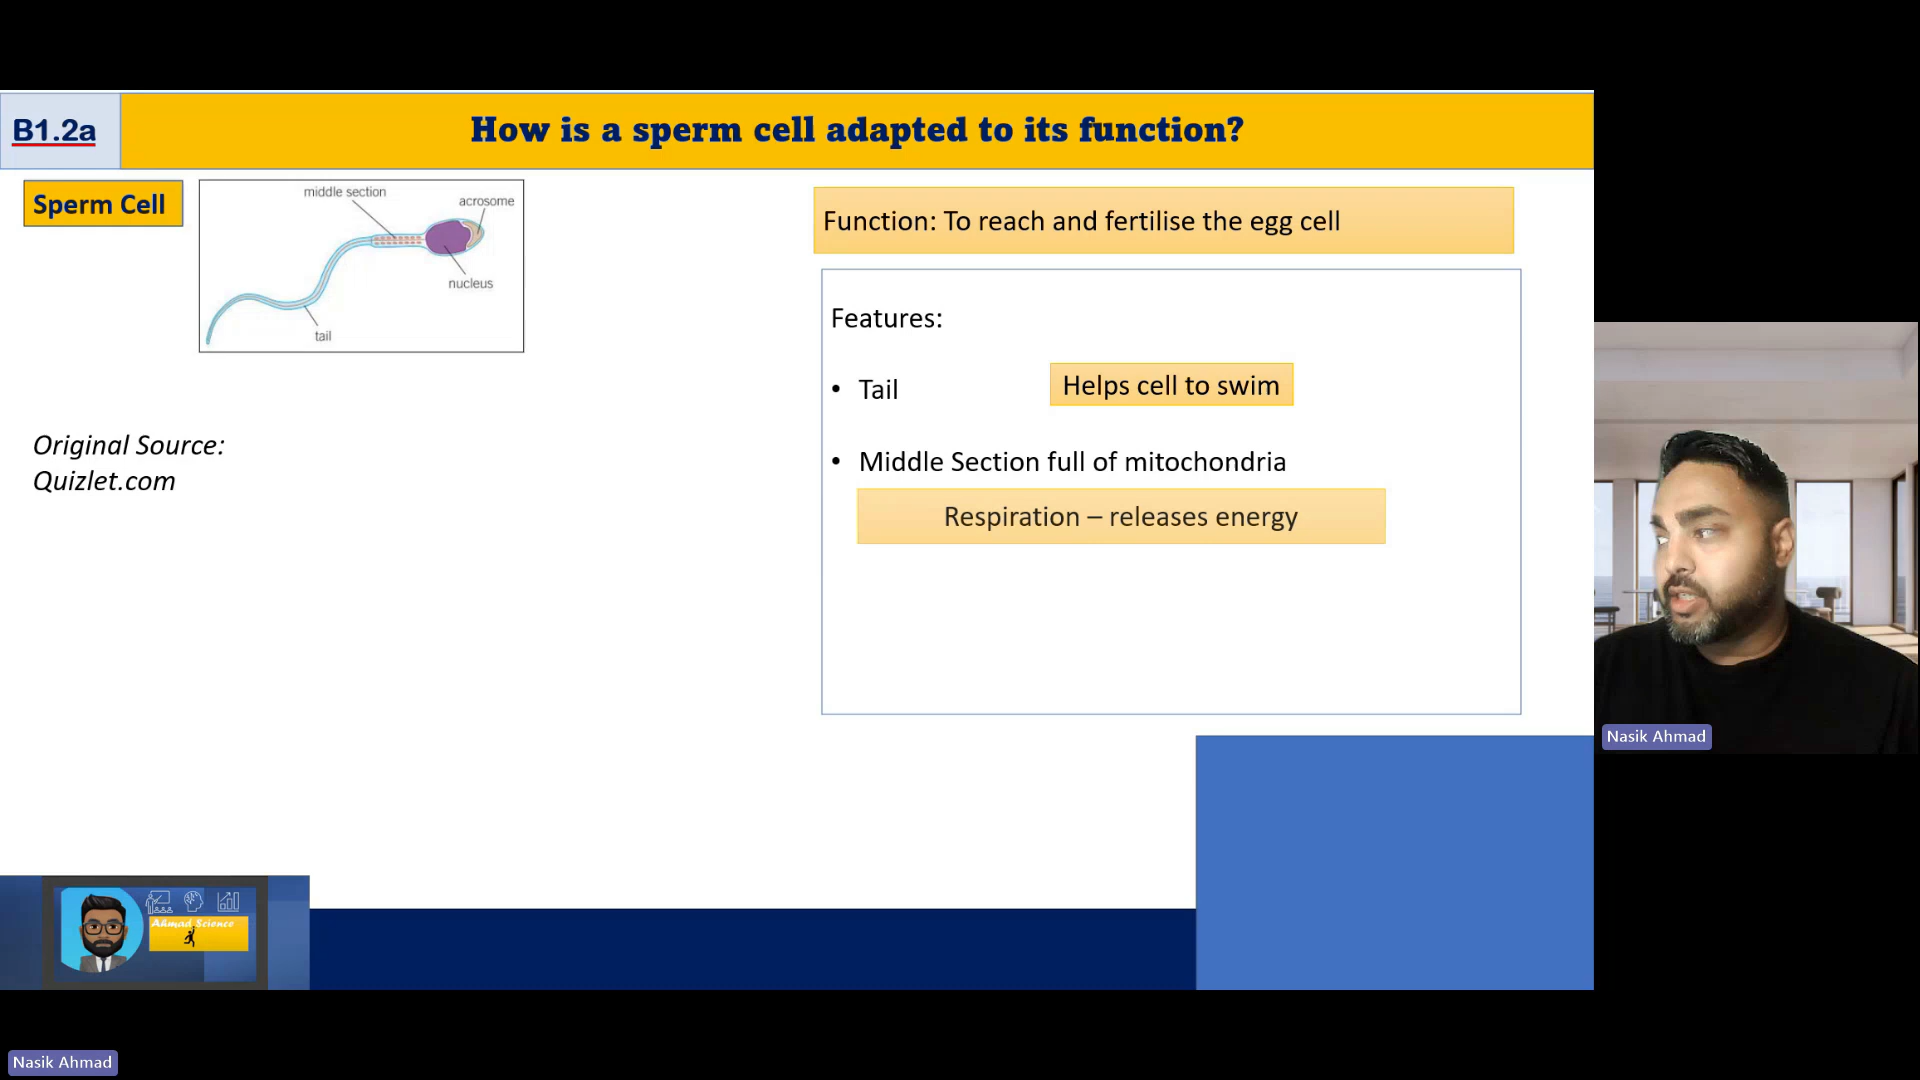 B1.2a
How is a sperm cell adapted to its function?
Sperm Cell
middle section
acrosome
nucleus
tail
Original Source:
Quizlet.com
Function: To reach and fertilise the egg cell
Features:
• Tail
Helps cell to swim
• Middle Section full of mitochondria
Respiration – releases energy
Nasik Ahmad
Ahmad Science
Nasik Ahmad